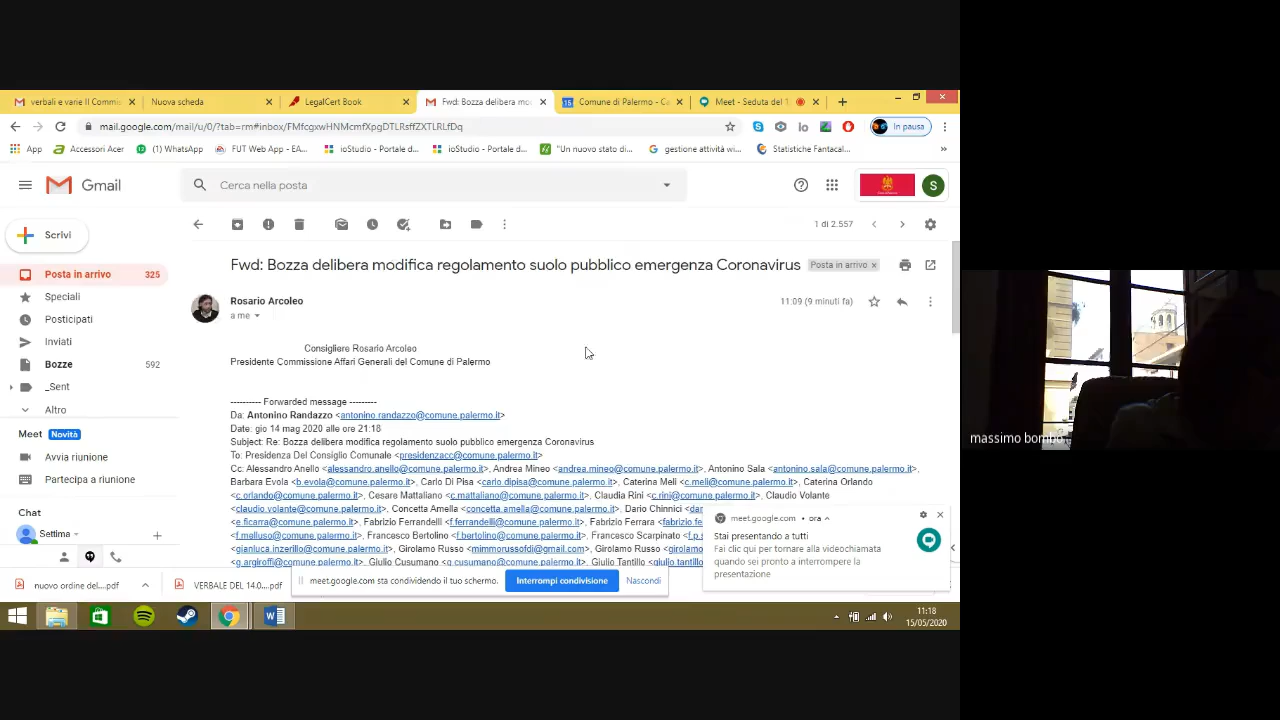 verbali e varie II Commis
Nuova scheda
LegalCert Book
Fwd: Bozza delibera mo
Comune di Palermo - Ca
Meet - Seduta del 1
mail.google.com/mail/u/0/?tab=rm#inbox/FMfcgxwHNMcmfXpgDTLRsffZXTLRLfDq
In pausa
App
Accessori Acer
(1) WhatsApp
FUT Web App - EA...
ioStudio - Portale d...
ioStudio - Portale d...
"Un nuovo stato di...
gestione attività wi...
Statistiche Fantacal...
»
Gmail
Cerca nella posta
S
Scrivi
1 di 2.557
Posta in arrivo 325
Speciali
Posticipati
Inviati
Bozze 592
_Sent
Altro
Meet Novità
Avvia riunione
Partecipa a riunione
Chat
Settima
Fwd: Bozza delibera modifica regolamento suolo pubblico emergenza Coronavirus
Posta in arrivo x
Rosario Arcoleo
11:09 (9 minuti fa)
a me
Consigliere Rosario Arcoleo
Presidente Commissione Affari Generali del Comune di Palermo
---------- Forwarded message ---------
Da: Antonino Randazzo <antonino.randazzo@comune.palermo.it>
Date: gio 14 mag 2020 alle ore 21:18
Subject: Re: Bozza delibera modifica regolamento suolo pubblico emergenza Coronavirus
To: Presidenza Del Consiglio Comunale <presidenzacc@comune.palermo.it>
Cc: Alessandro Anello <alessandro.anello@comune.palermo.it>, Andrea Mineo <andrea.mineo@comune.palermo.it>, Antonino Sala <antonino.sala@comune.palermo.it>,
Barbara Evola <b.evola@comune.palermo.it>, Carlo Di Pisa <carlo.dipisa@comune.palermo.it>, Caterina Meli <c.meli@comune.palermo.it>, Caterina Orlando
<c.orlando@comune.palermo.it>, Cesare Mattaliano <c.mattaliano@comune.palermo.it>, Claudia Rini <c.rini@comune.palermo.it>, Claudio Volante
<claudio.volante@comune.palermo.it>, Concetta Amella <concetta.amella@comune.palermo.it>, Dario Chinnici <dar
<e.ficarra@comune.palermo.it>, Fabrizio Ferrandelli <f.ferrandelli@comune.palermo.it>, Fabrizio Ferrara <fabrizio.fe
<f.melluso@comune.palermo.it>, Francesco Bertolino <f.bertolino@comune.palermo.it>, Francesco Scarpinato <f.p.s
<gianluca.inzerillo@comune.palermo.it>, Girolamo Russo <mimmorussofdi@gmail.com>, Girolamo Russo <girolamo
<g.argiroffi@comune.palermo.it>, Giulio Cusumano <g.cusumano@comune.palermo.it>, Giulio Tantillo <giulio.tantillo
meet.google.com • ora
Stai presentando a tutti
Fai clic qui per tornare alla videochiamata
quando sei pronto a interrompere la
presentazione
nuovo ordine del....pdf
VERBALE DEL 14.0....pdf
meet.google.com sta condividendo il tuo schermo.
Interrompi condivisione
Nascondi
11:18
15/05/2020
massimo bompo